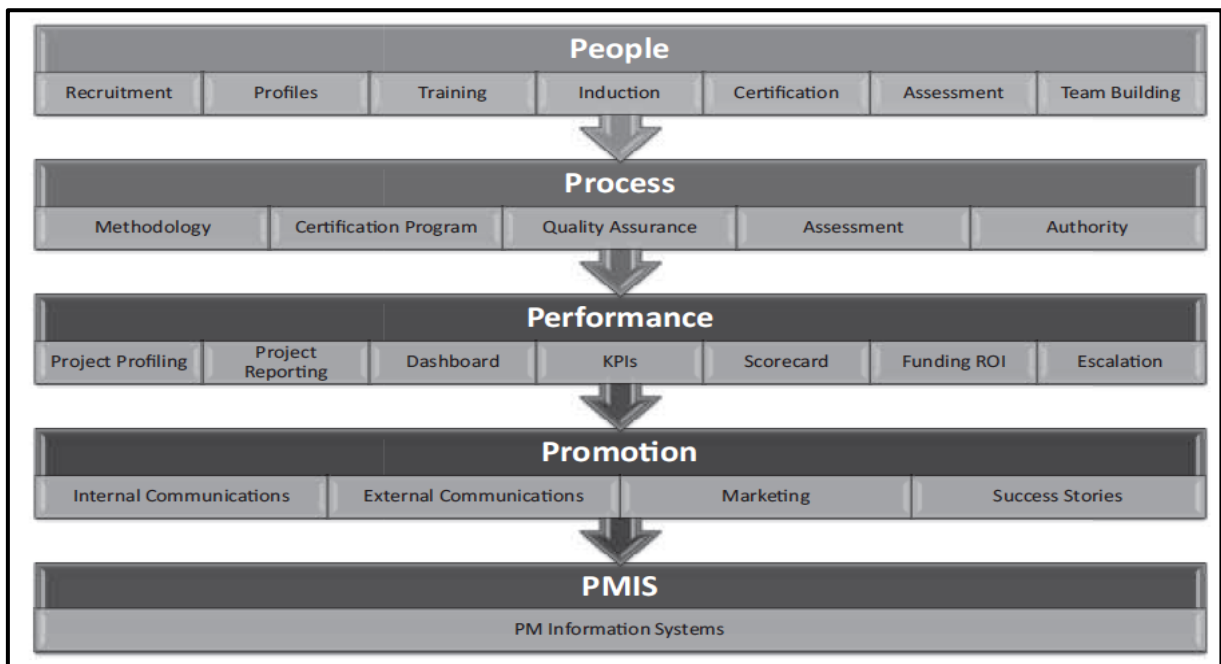 People
Recruitment
Profiles
Training
Induction
Certification
Assessment
Team Building
Process
Methodology
Certification Program
Quality Assurance
Assessment
Authority
Performance
Project Profiling
Project
Reporting
Dashboard
KPIs
Scorecard
Funding ROI
Escalation
Promotion
Internal Communications
External Communications
Marketing
Success Stories
PMIS
PM Information Systems